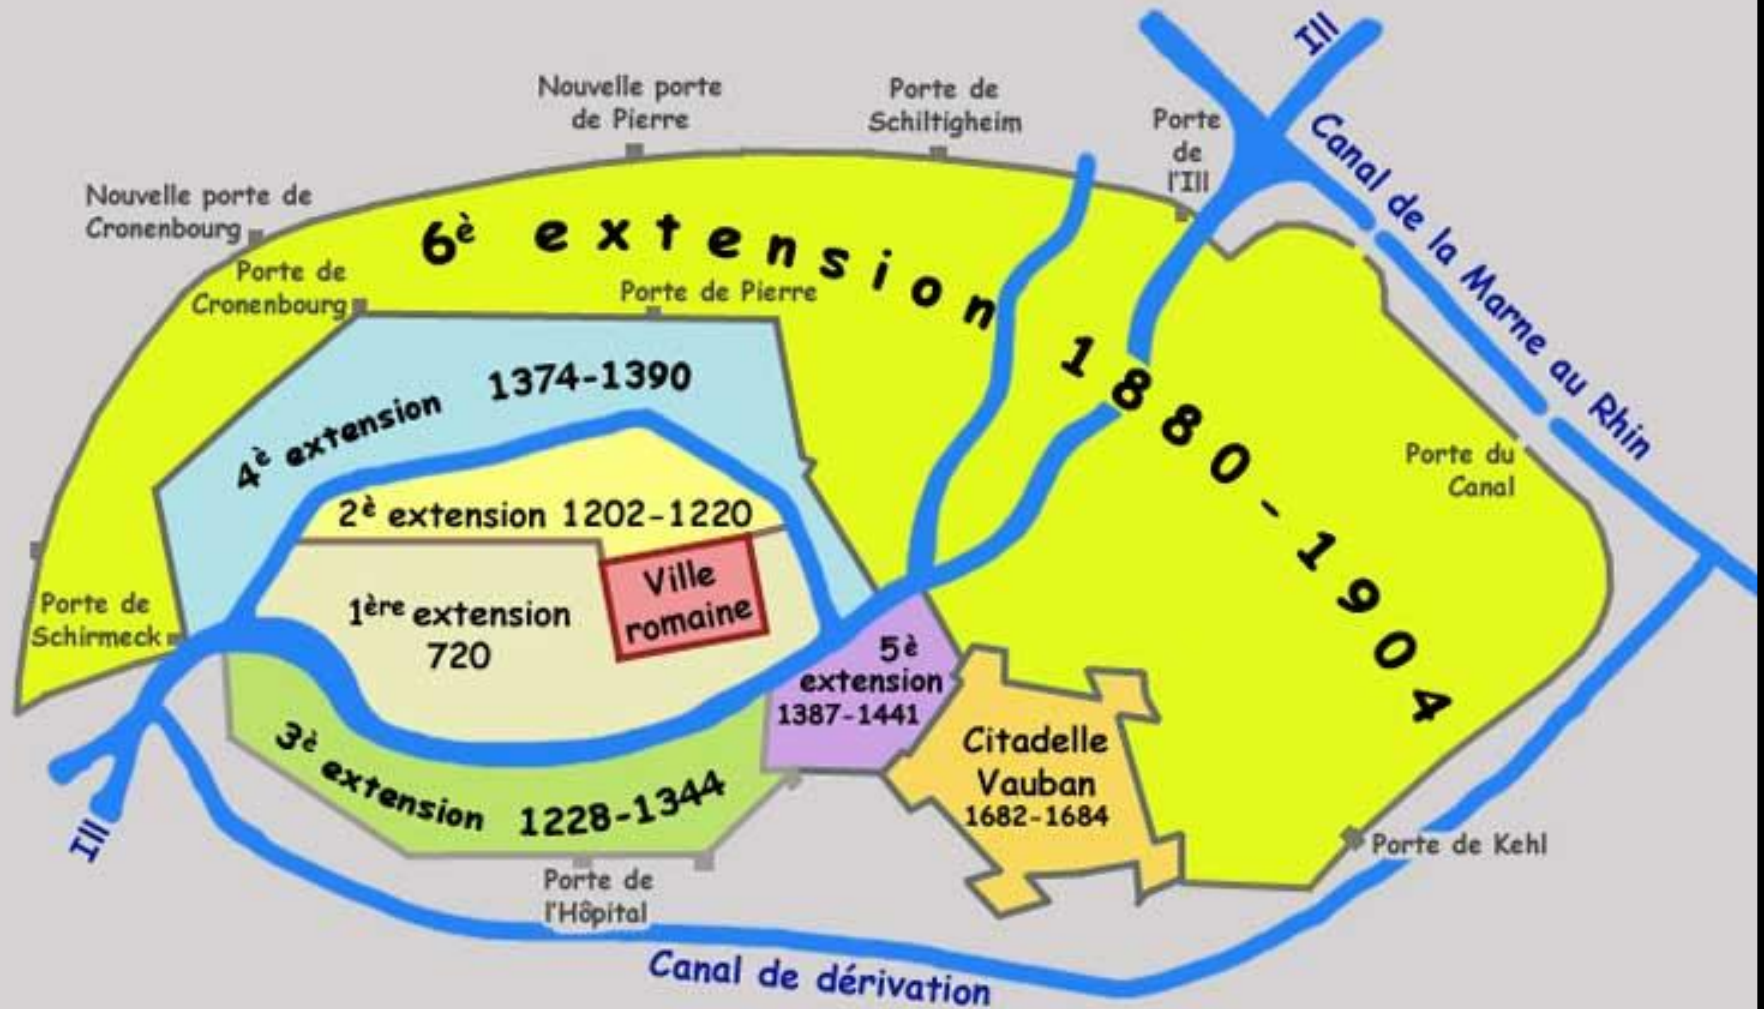 Ill
Nouvelle porte
de Pierre
Porte de
Schiltigheim
Porte
de
l'Ill
Canal de la Marne au Rhin
Nouvelle porte de
Cronenbourg
Porte de
Cronenbourg
6è extension 1880-1904
Porte de Pierre
4è extension 1374-1390
Porte du
Canal
2è extension 1202-1220
Ville
romaine
1ère extension
720
Porte de
Schirmeck
5è
extension
1387-1441
3è extension 1228-1344
Citadelle
Vauban
1682-1684
Ill
Porte de Kehl
Porte de
l'Hôpital
Canal de dérivation